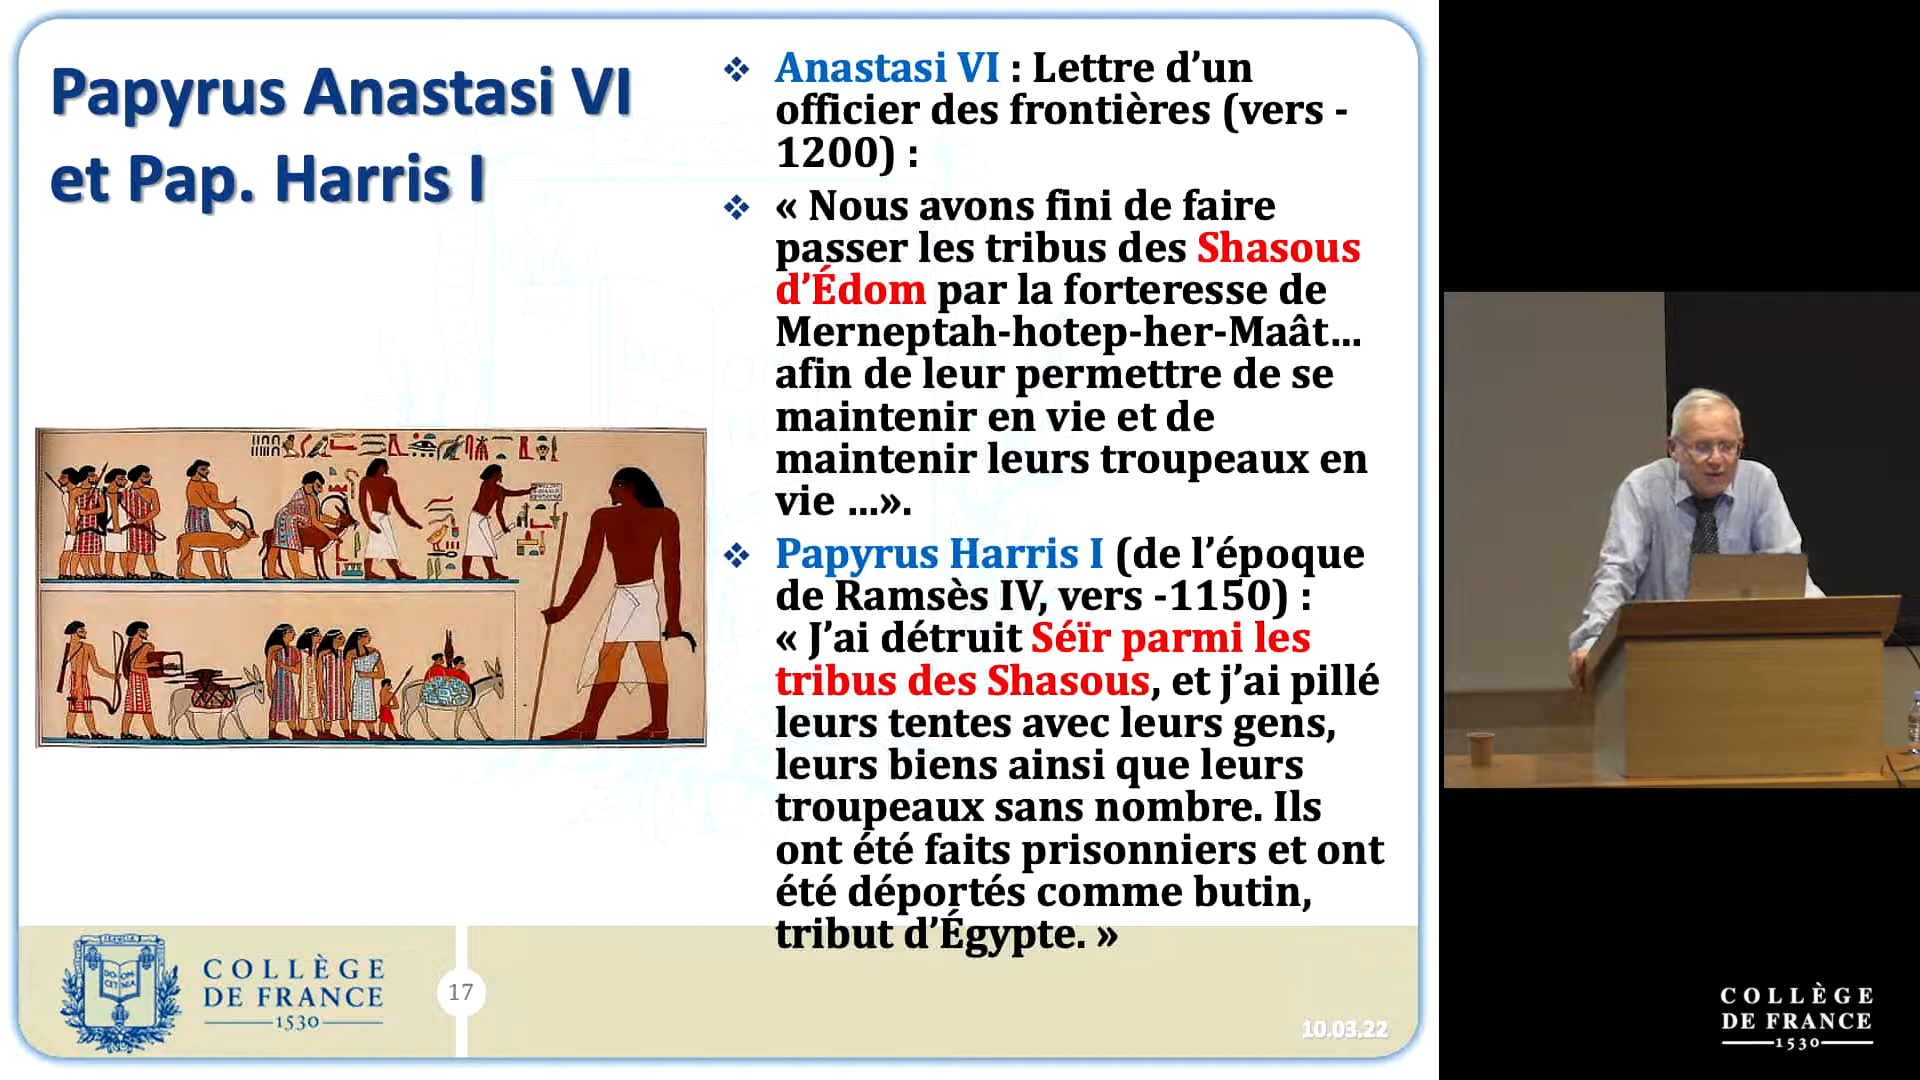 Papyrus Anastasi VI
et Pap. Harris I
❖ Anastasi VI : Lettre d’un
officier des frontières (vers -
1200) :
❖ « Nous avons fini de faire
passer les tribus des Shasous
d’Édom par la forteresse de
Merneptah-hotep-her-Maât...
afin de leur permettre de se
maintenir en vie et de
maintenir leurs troupeaux en
vie ...».
❖ Papyrus Harris I (de l’époque
de Ramsès IV, vers -1150) :
« J’ai détruit Séïr parmi les
tribus des Shasous, et j’ai pillé
leurs tentes avec leurs gens,
leurs biens ainsi que leurs
troupeaux sans nombre. Ils
ont été faits prisonniers et ont
été déportés comme butin,
tribut d’Égypte. »
COLLÈGE
DE FRANCE
1530
17
10.03.22
COLLÈGE
DE FRANCE
1530